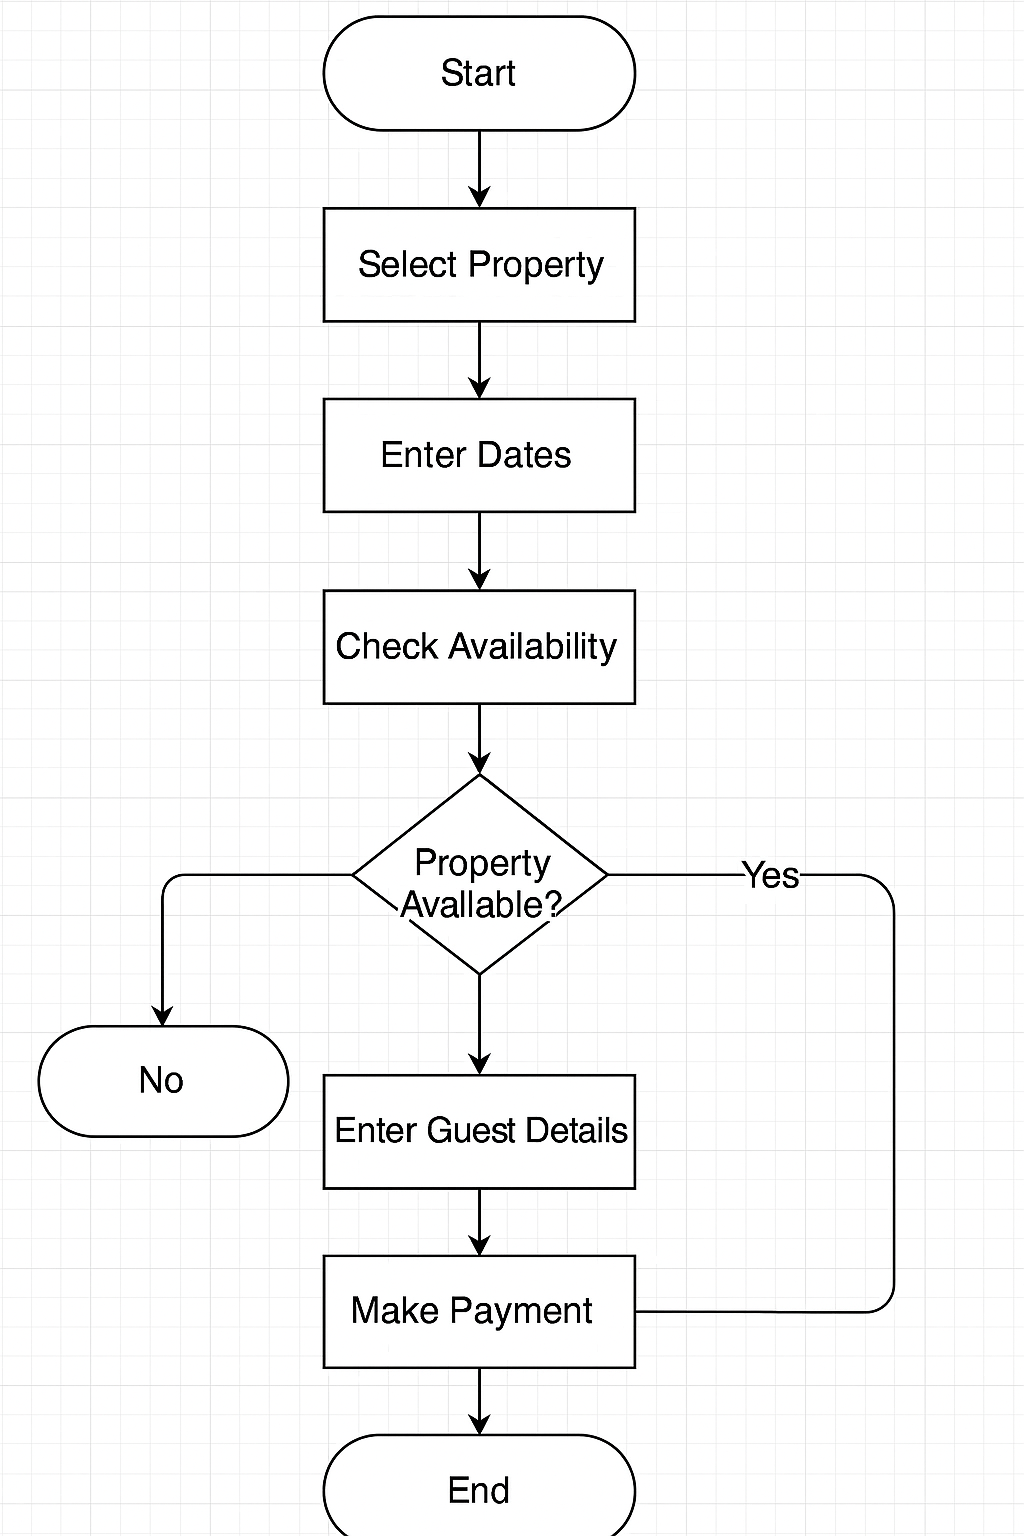 Start
Select Property
Enter Dates
Check Availability
Property
Avallable?
Yes
No
Enter Guest Details
Make Payment
End